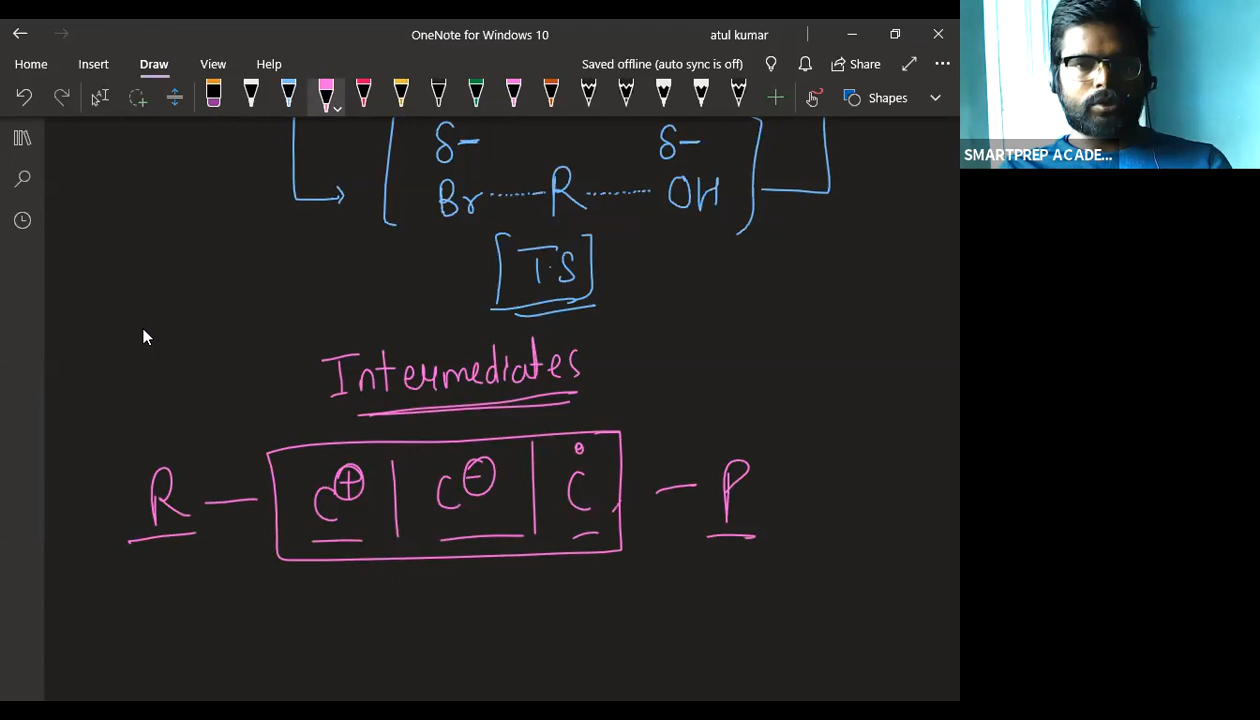 OneNote for Windows 10
atul kumar
Home Insert Draw View Help
Saved offline (auto sync is off)
Share
Shapes
SMARTPREP ACADE...
δ− δ−
Br R OH
[T.S]
Intermediates
R — C⊕ | C⊖ | Ċ — P